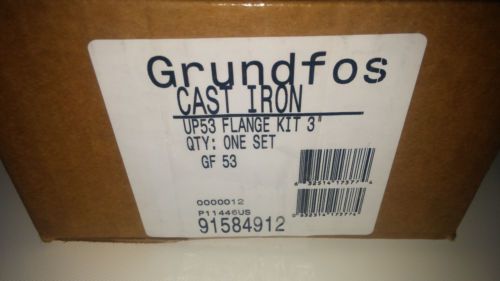 Grundfos
CAST IRON
UP53 FLANGE KIT 3"
QTY: ONE SET
GF 53
0000012
P11446US
91584912